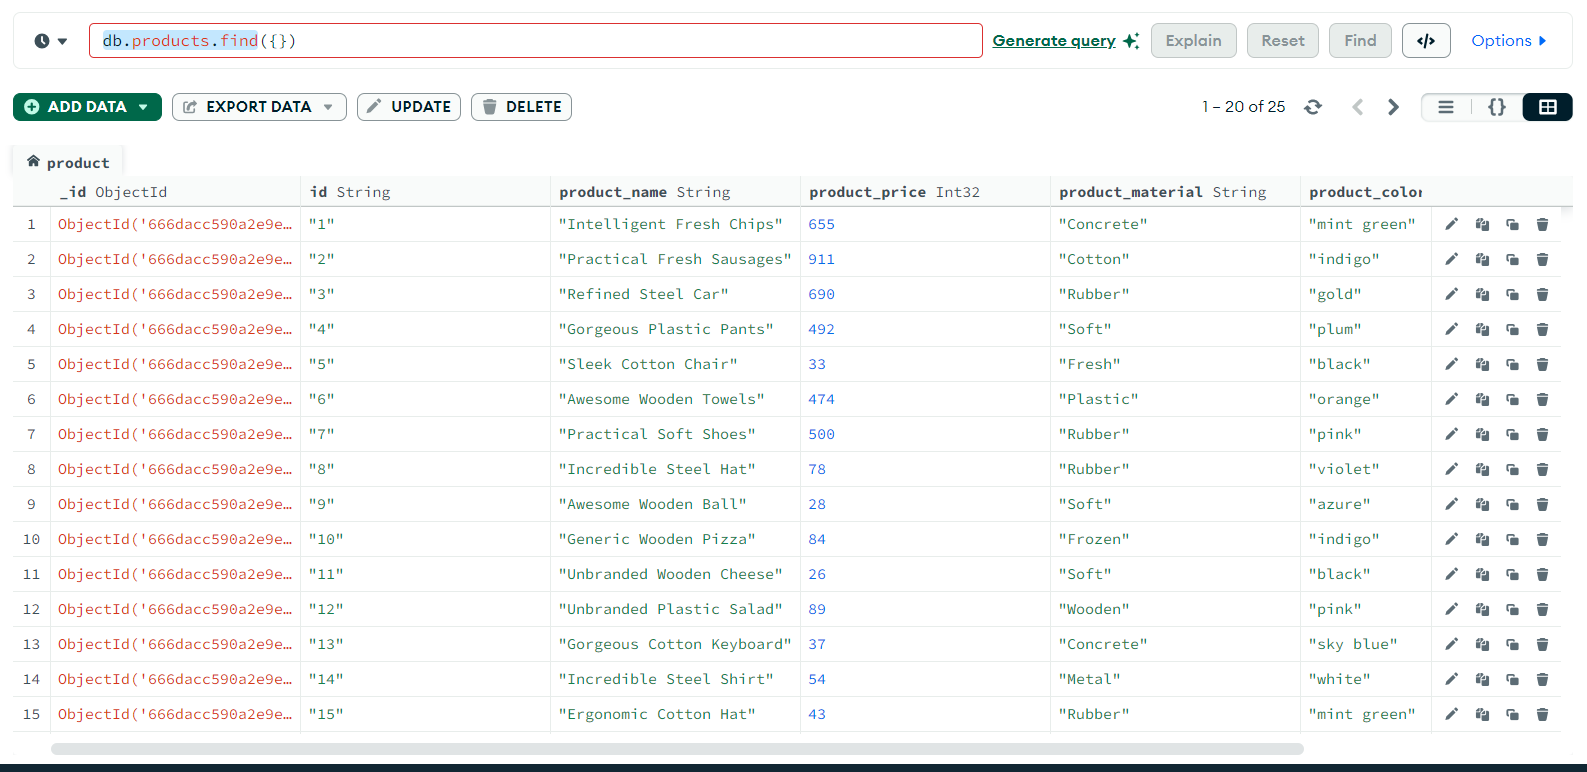 db.products.find({})
Generate query
Explain
Reset
Find
</>
Options
ADD DATA
EXPORT DATA
UPDATE
DELETE
1 – 20 of 25
{}
product
_id ObjectId id String product_name String product_price Int32 product_material String product_color
1 ObjectId('666dacc590a2e9e… "1" "Intelligent Fresh Chips" 655 "Concrete" "mint green"
2 ObjectId('666dacc590a2e9e… "2" "Practical Fresh Sausages" 911 "Cotton" "indigo"
3 ObjectId('666dacc590a2e9e… "3" "Refined Steel Car" 690 "Rubber" "gold"
4 ObjectId('666dacc590a2e9e… "4" "Gorgeous Plastic Pants" 492 "Soft" "plum"
5 ObjectId('666dacc590a2e9e… "5" "Sleek Cotton Chair" 33 "Fresh" "black"
6 ObjectId('666dacc590a2e9e… "6" "Awesome Wooden Towels" 474 "Plastic" "orange"
7 ObjectId('666dacc590a2e9e… "7" "Practical Soft Shoes" 500 "Rubber" "pink"
8 ObjectId('666dacc590a2e9e… "8" "Incredible Steel Hat" 78 "Rubber" "violet"
9 ObjectId('666dacc590a2e9e… "9" "Awesome Wooden Ball" 28 "Soft" "azure"
10 ObjectId('666dacc590a2e9e… "10" "Generic Wooden Pizza" 84 "Frozen" "indigo"
11 ObjectId('666dacc590a2e9e… "11" "Unbranded Wooden Cheese" 26 "Soft" "black"
12 ObjectId('666dacc590a2e9e… "12" "Unbranded Plastic Salad" 89 "Wooden" "pink"
13 ObjectId('666dacc590a2e9e… "13" "Gorgeous Cotton Keyboard" 37 "Concrete" "sky blue"
14 ObjectId('666dacc590a2e9e… "14" "Incredible Steel Shirt" 54 "Metal" "white"
15 ObjectId('666dacc590a2e9e… "15" "Ergonomic Cotton Hat" 43 "Rubber" "mint green"